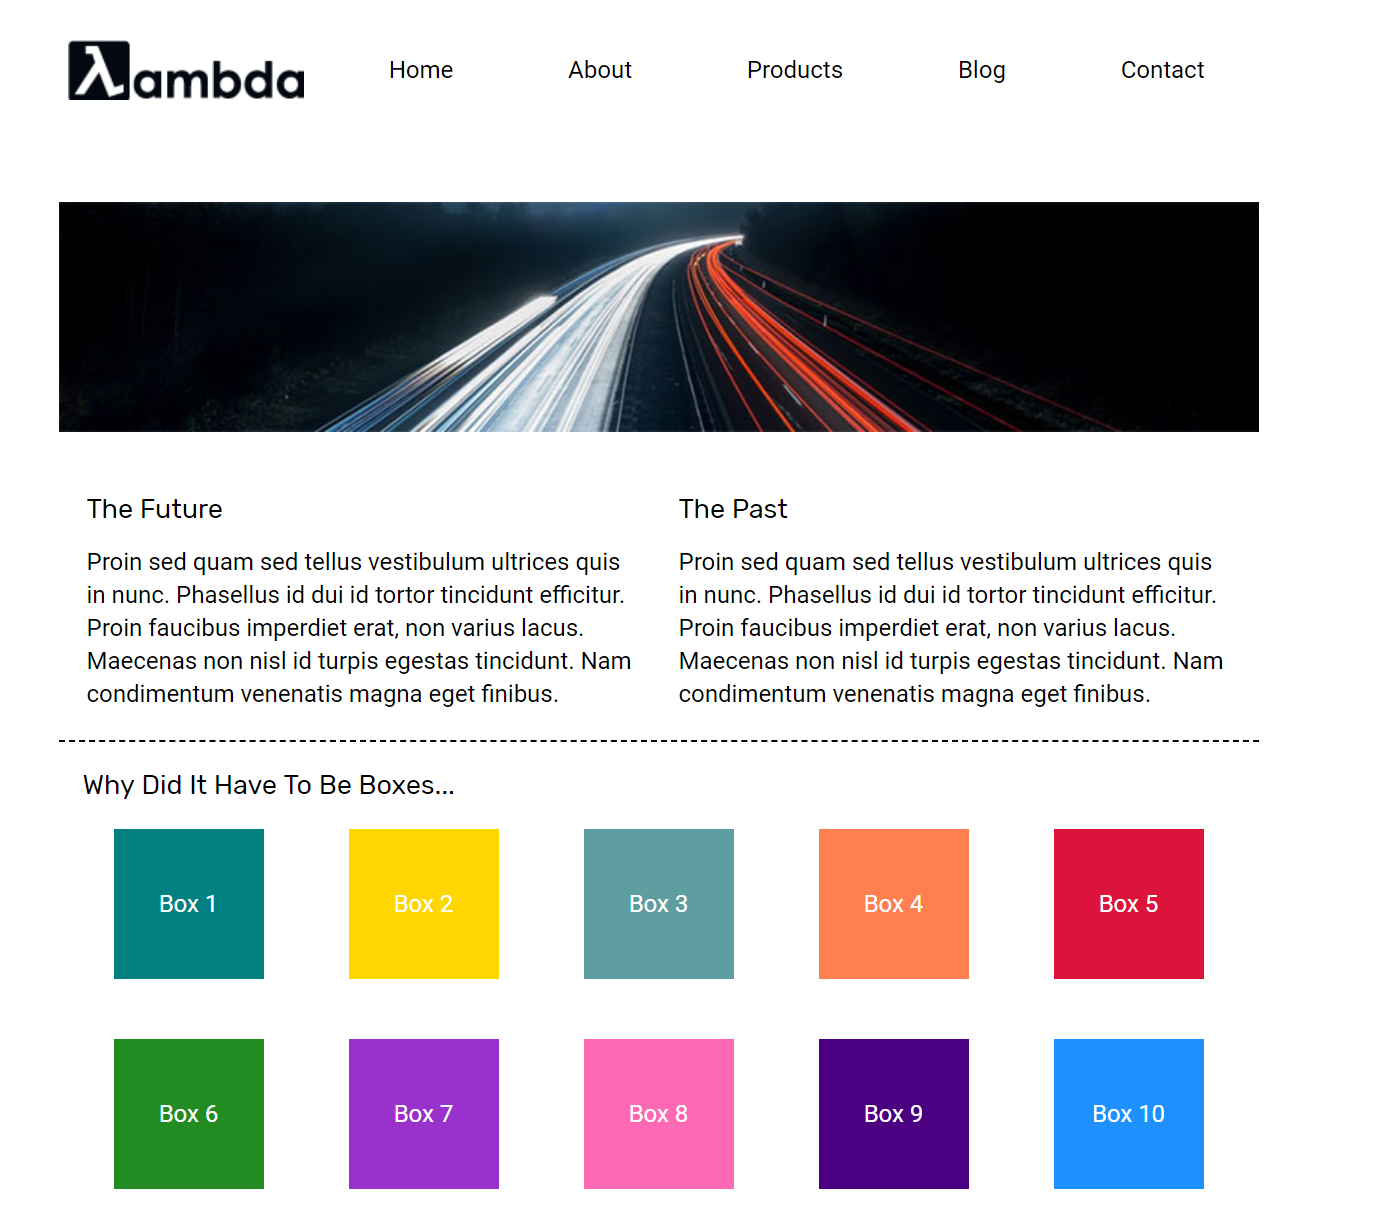 λambda
Home About Products Blog Contact
The Future
Proin sed quam sed tellus vestibulum ultrices quis
in nunc. Phasellus id dui id tortor tincidunt efficitur.
Proin faucibus imperdiet erat, non varius lacus.
Maecenas non nisl id turpis egestas tincidunt. Nam
condimentum venenatis magna eget finibus.
The Past
Proin sed quam sed tellus vestibulum ultrices quis
in nunc. Phasellus id dui id tortor tincidunt efficitur.
Proin faucibus imperdiet erat, non varius lacus.
Maecenas non nisl id turpis egestas tincidunt. Nam
condimentum venenatis magna eget finibus.
Why Did It Have To Be Boxes...
Box 1 Box 2 Box 3 Box 4 Box 5
Box 6 Box 7 Box 8 Box 9 Box 10